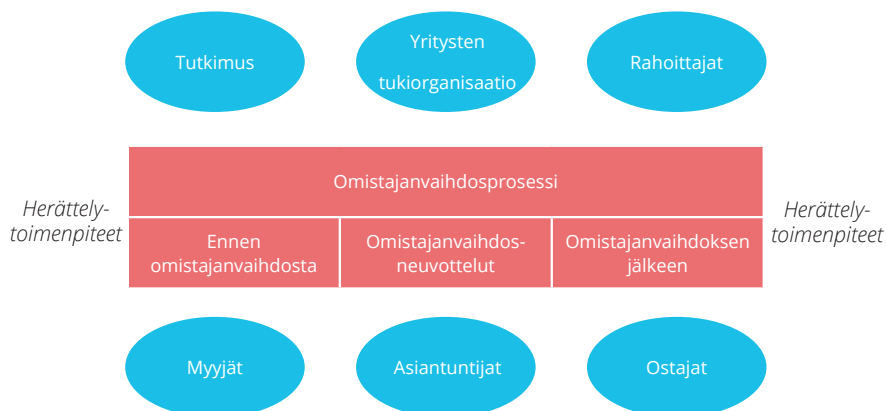 Tutkimus
Yritysten
tukiorganisaatio
Rahoittajat
Omistajanvaihdosprosessi
Herättely-
toimenpiteet
Ennen
omistajanvaihdosta
Omistajanvaihdos-
neuvottelut
Omistajanvaihdoksen
jälkeen
Herättely-
toimenpiteet
Myyjät
Asiantuntijat
Ostajat